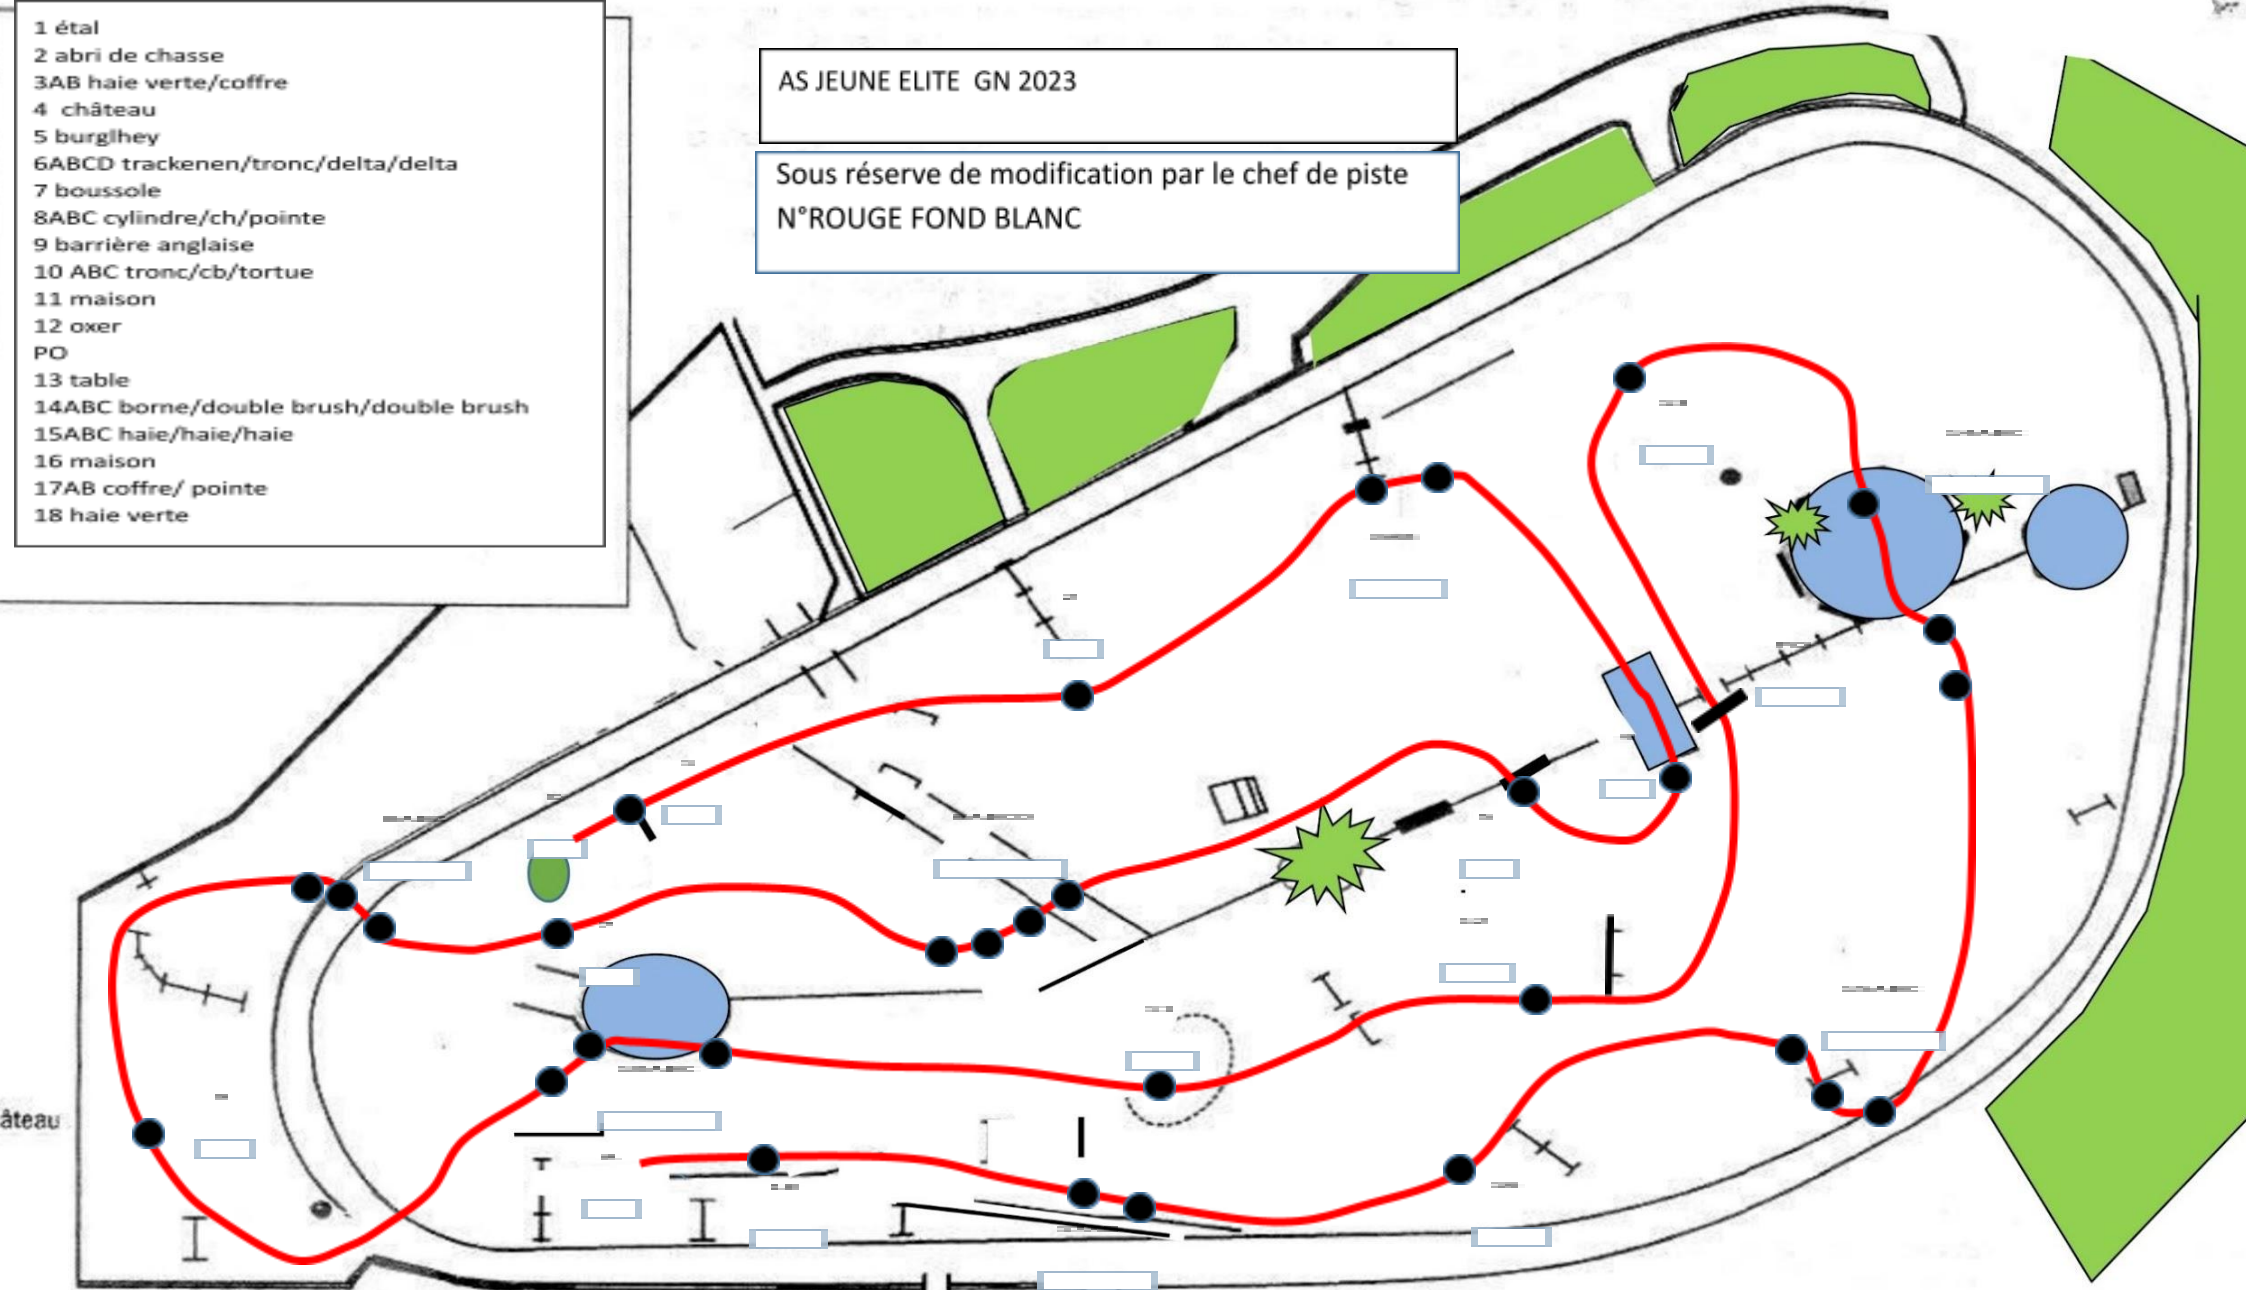 1 étal
2 abri de chasse
3AB haie verte/coffre
4 château
5 burglhey
6ABCD trackenen/tronc/delta/delta
7 boussole
8ABC cylindre/ch/pointe
9 barrière anglaise
10 ABC tronc/cb/tortue
11 maison
12 oxer
PO
13 table
14ABC borne/double brush/double brush
15ABC haie/haie/haie
16 maison
17AB coffre/ pointe
18 haie verte
AS JEUNE ELITE GN 2023
Sous réserve de modification par le chef de piste
N°ROUGE FOND BLANC
âteau